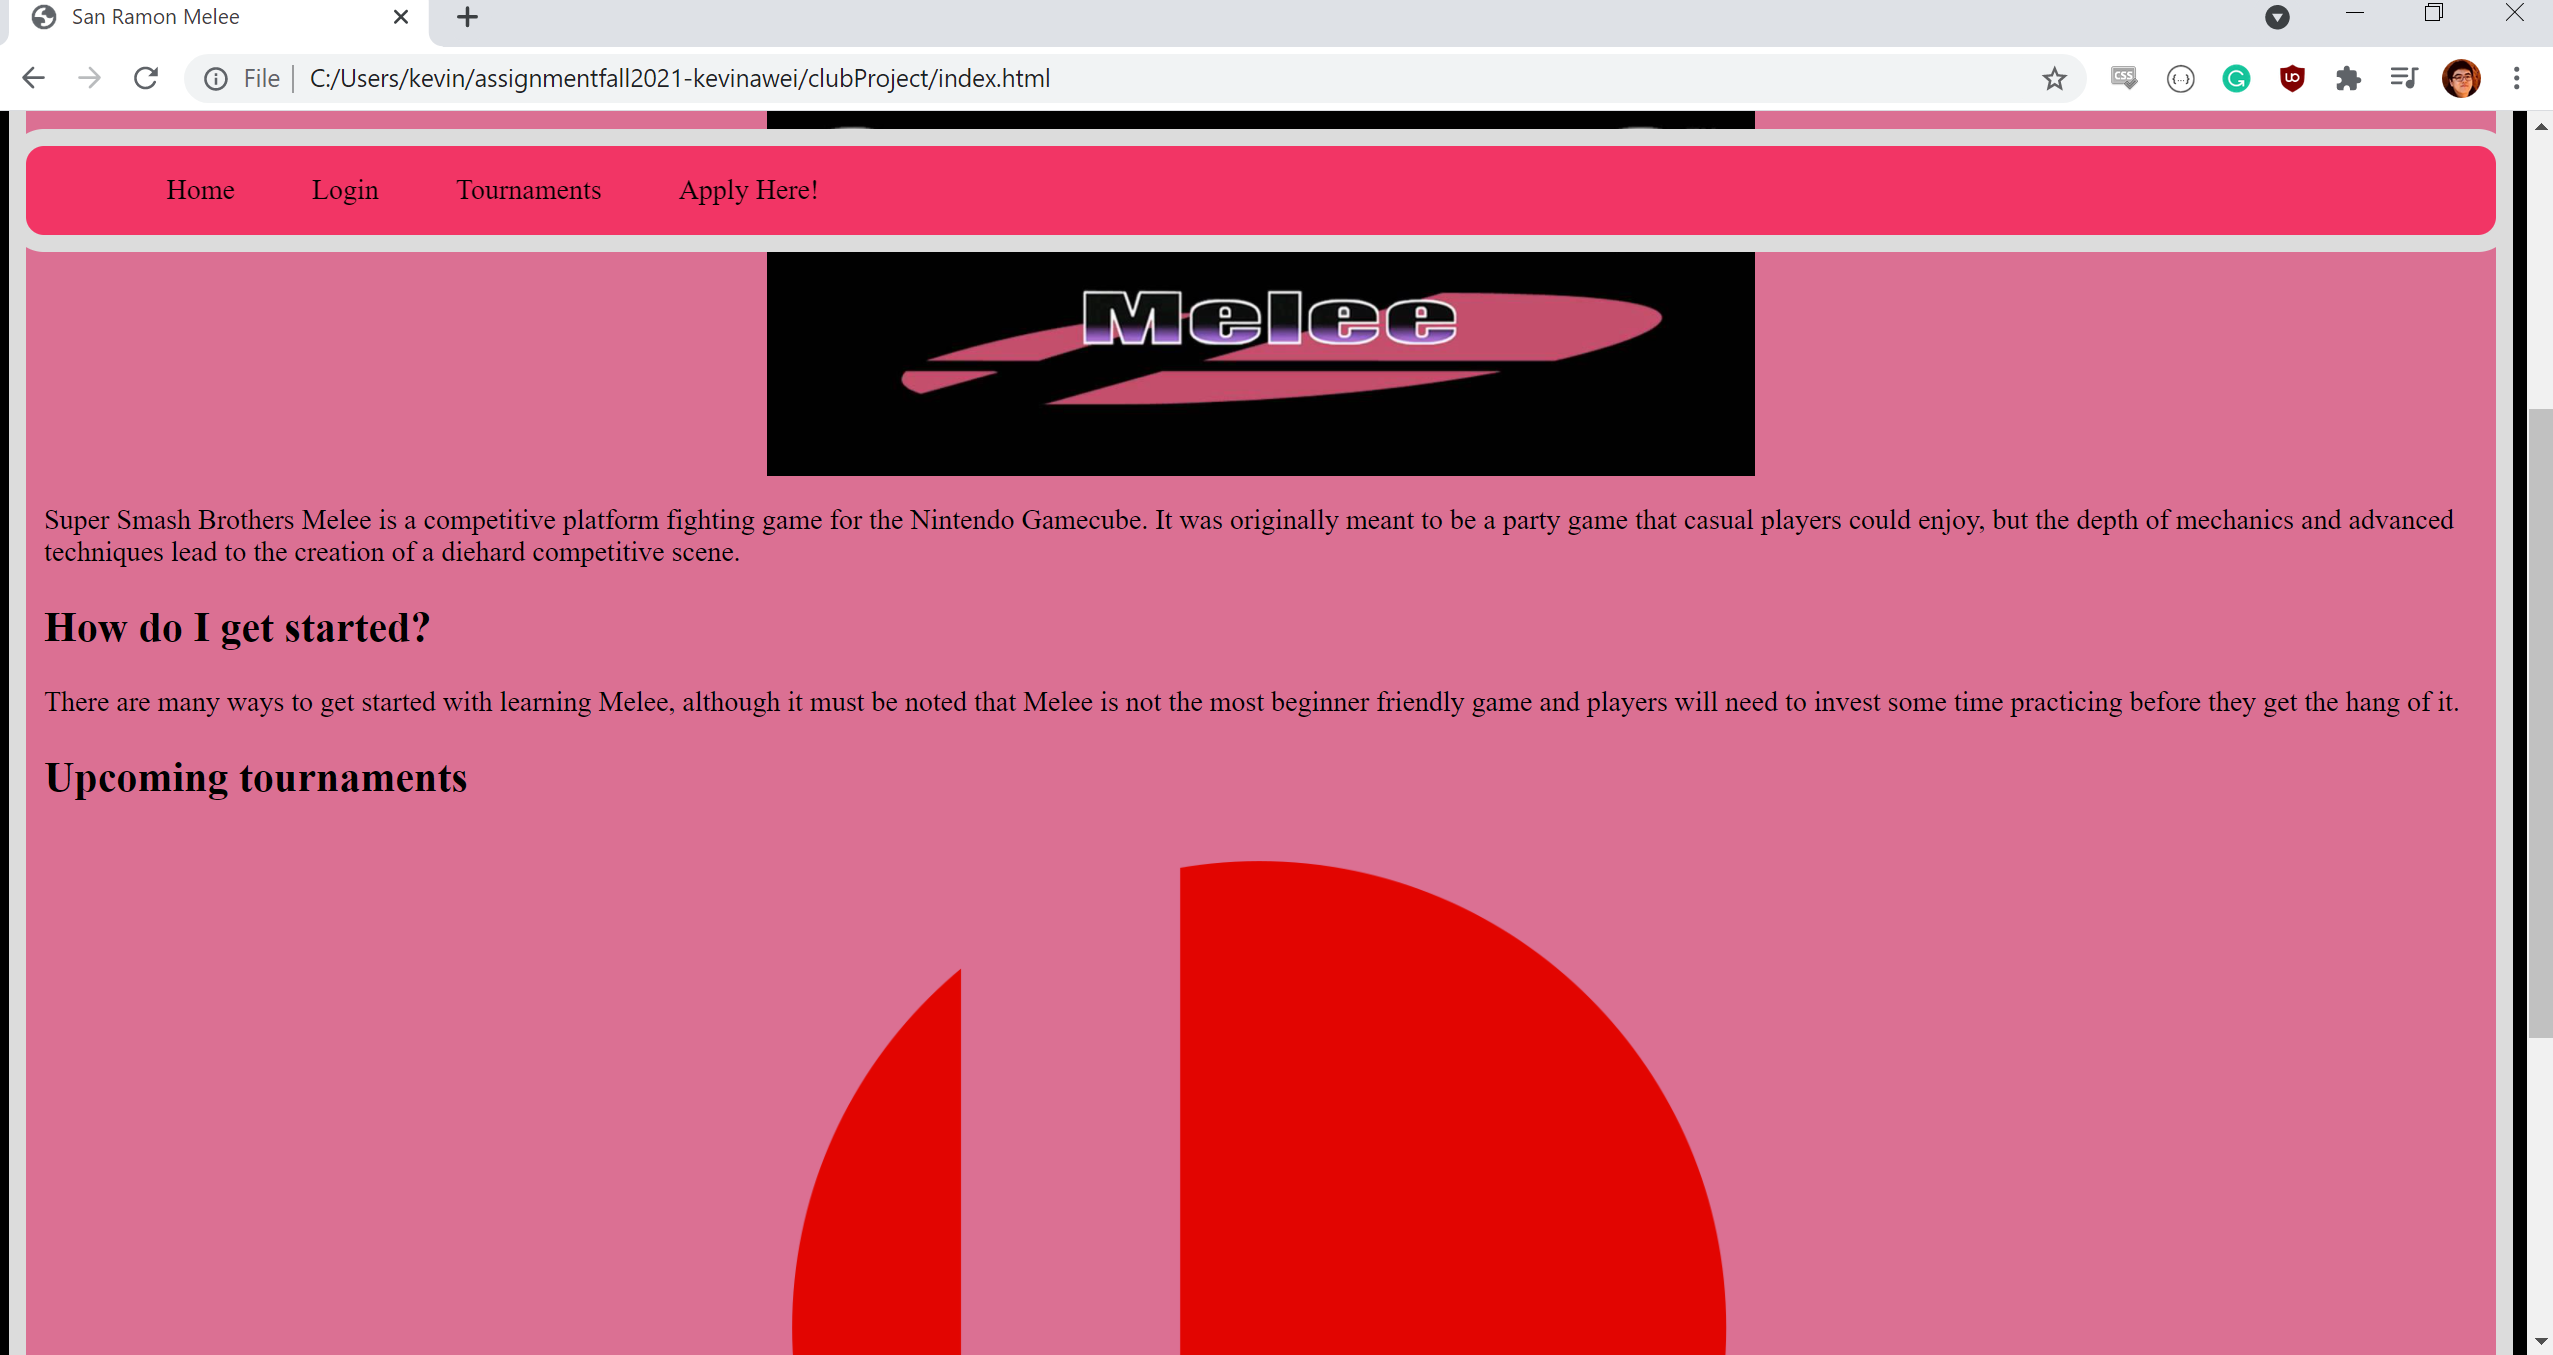 San Ramon Melee
File
C:/Users/kevin/assignmentfall2021-kevinawei/clubProject/index.html
CSS
{...}
G
UO
Home Login Tournaments Apply Here!
Melee
Super Smash Brothers Melee is a competitive platform fighting game for the Nintendo Gamecube. It was originally meant to be a party game that casual players could enjoy, but the depth of mechanics and advanced
techniques lead to the creation of a diehard competitive scene.
How do I get started?
There are many ways to get started with learning Melee, although it must be noted that Melee is not the most beginner friendly game and players will need to invest some time practicing before they get the hang of it.
Upcoming tournaments